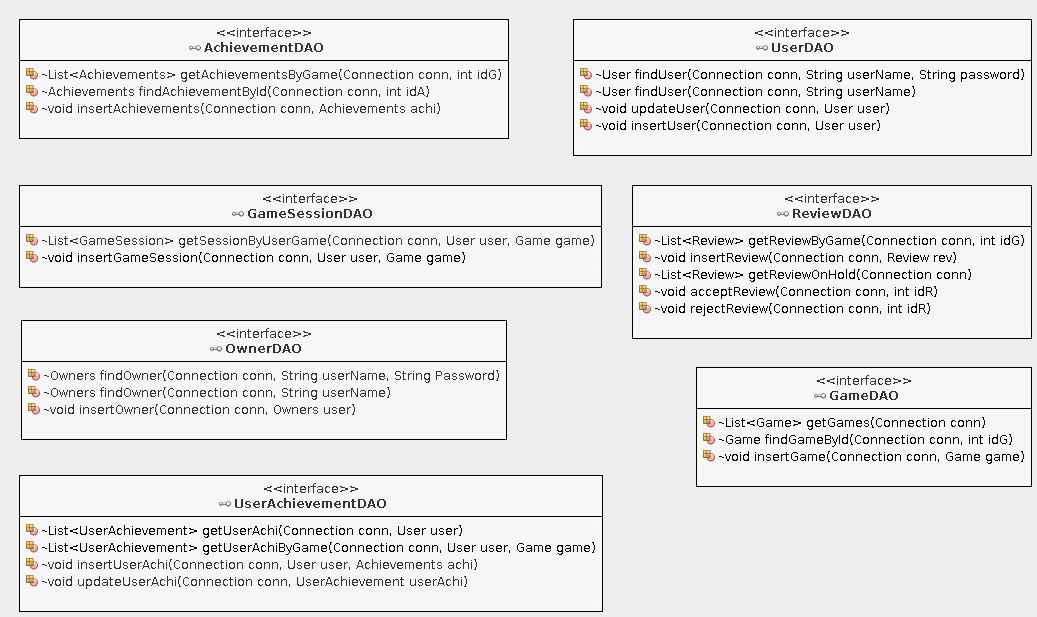 <<interface>>
AchievementDAO
~List<Achievements> getAchievementsByGame(Connection conn, int idG)
~Achievements findAchievementById(Connection conn, int idA)
~void insertAchievements(Connection conn, Achievements achi)
<<interface>>
UserDAO
~User findUser(Connection conn, String userName, String password)
~User findUser(Connection conn, String userName)
~void updateUser(Connection conn, User user)
~void insertUser(Connection conn, User user)
<<interface>>
GameSessionDAO
~List<GameSession> getSessionByUserGame(Connection conn, User user, Game game)
~void insertGameSession(Connection conn, User user, Game game)
<<interface>>
ReviewDAO
~List<Review> getReviewByGame(Connection conn, int idG)
~void insertReview(Connection conn, Review rev)
~List<Review> getReviewOnHold(Connection conn)
~void acceptReview(Connection conn, int idR)
~void rejectReview(Connection conn, int idR)
<<interface>>
OwnerDAO
~Owners findOwner(Connection conn, String userName, String Password)
~Owners findOwner(Connection conn, String userName)
~void insertOwner(Connection conn, Owners user)
<<interface>>
GameDAO
~List<Game> getGames(Connection conn)
~Game findGameById(Connection conn, int idG)
~void insertGame(Connection conn, Game game)
<<interface>>
UserAchievementDAO
~List<UserAchievement> getUserAchi(Connection conn, User user)
~List<UserAchievement> getUserAchiByGame(Connection conn, User user, Game game)
~void insertUserAchi(Connection conn, User user, Achievements achi)
~void updateUserAchi(Connection conn, UserAchievement userAchi)